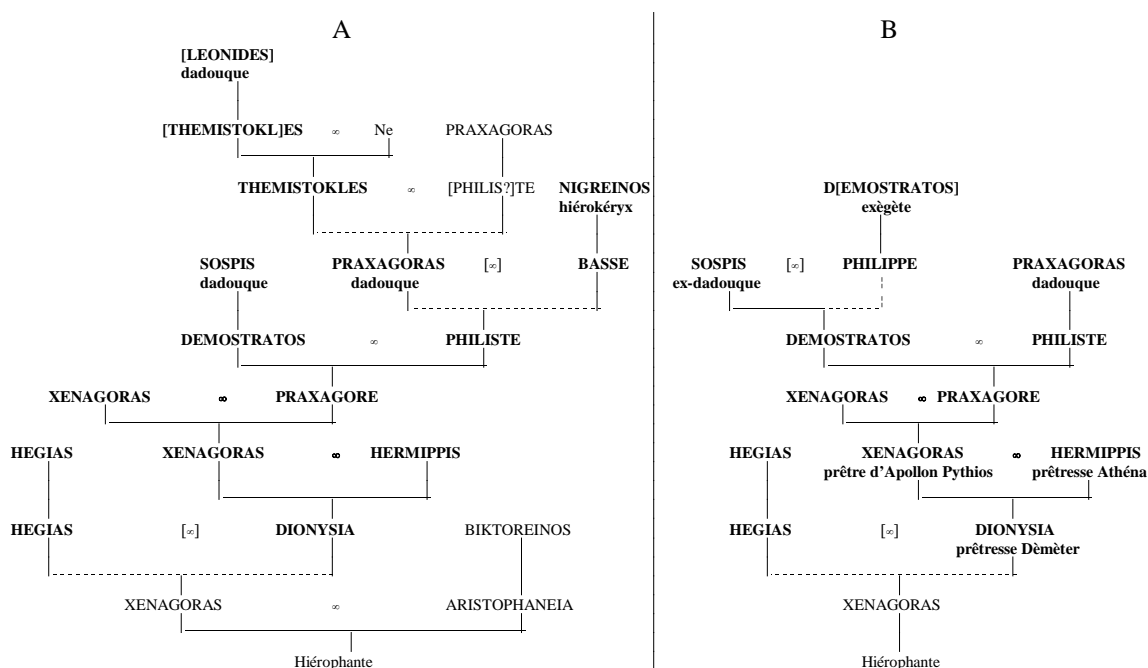 A B
[LEONIDES]
dadouque
[THEMISTOKL]ES ∞ Ne PRAXAGORAS
THEMISTOKLES ∞ [PHILIS?]TE NIGREINOS D[EMOSTRATOS]
hiérokéryx exègète
SOSPIS PRAXAGORAS [∞] BASSE SOSPIS [∞] PHILIPPE PRAXAGORAS
dadouque dadouque ex-dadouque dadouque
DEMOSTRATOS ∞ PHILISTE DEMOSTRATOS ∞ PHILISTE
XENAGORAS ∞ PRAXAGORE XENAGORAS ∞ PRAXAGORE
HEGIAS XENAGORAS ∞ HERMIPPIS HEGIAS XENAGORAS ∞ HERMIPPIS
prêtre d'Apollon Pythios prêtresse Athéna
HEGIAS [∞] DIONYSIA BIKTOREINOS HEGIAS [∞] DIONYSIA
prêtresse Dèmèter
XENAGORAS ∞ ARISTOPHANEIA XENAGORAS
Hiérophante Hiérophante